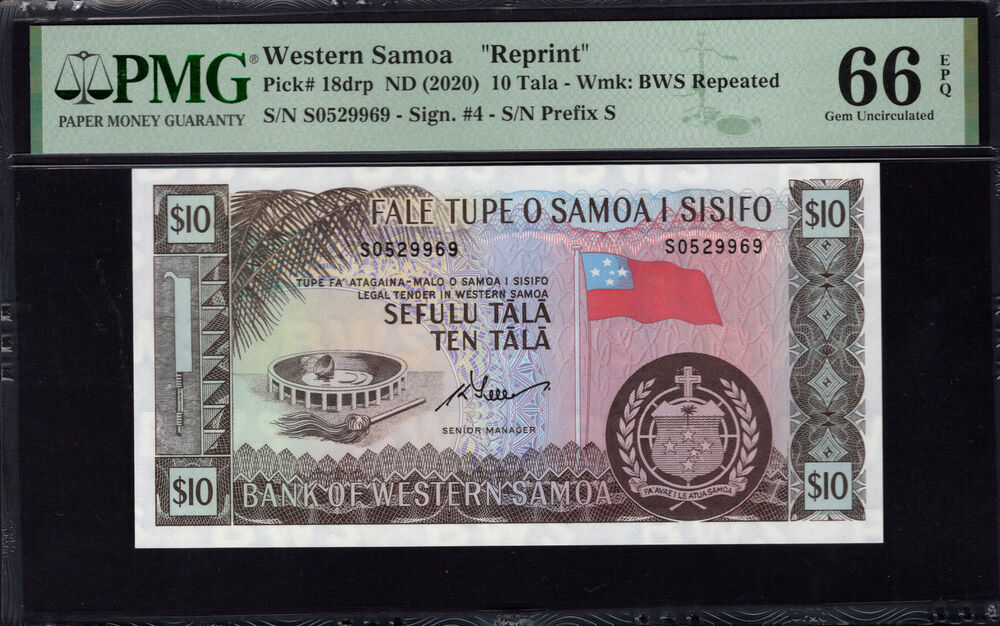 PMG®
PAPER MONEY GUARANTY
Western Samoa "Reprint"
Pick# 18drp ND (2020) 10 Tala - Wmk: BWS Repeated
S/N S0529969 - Sign. #4 - S/N Prefix S
66 EPQ
Gem Uncirculated
$10
$10
FALE TUPE O SAMOA I SISIFO
S0529969
S0529969
TUPE FA'ATAGAINA-MALO O SAMOA I SISIFO
LEGAL TENDER IN WESTERN SAMOA
SEFULU TĀLĀ
TEN TĀLĀ
SENIOR MANAGER
FA'AVAE I LE ATUA SAMOA
$10
$10
BANK OF WESTERN SAMOA